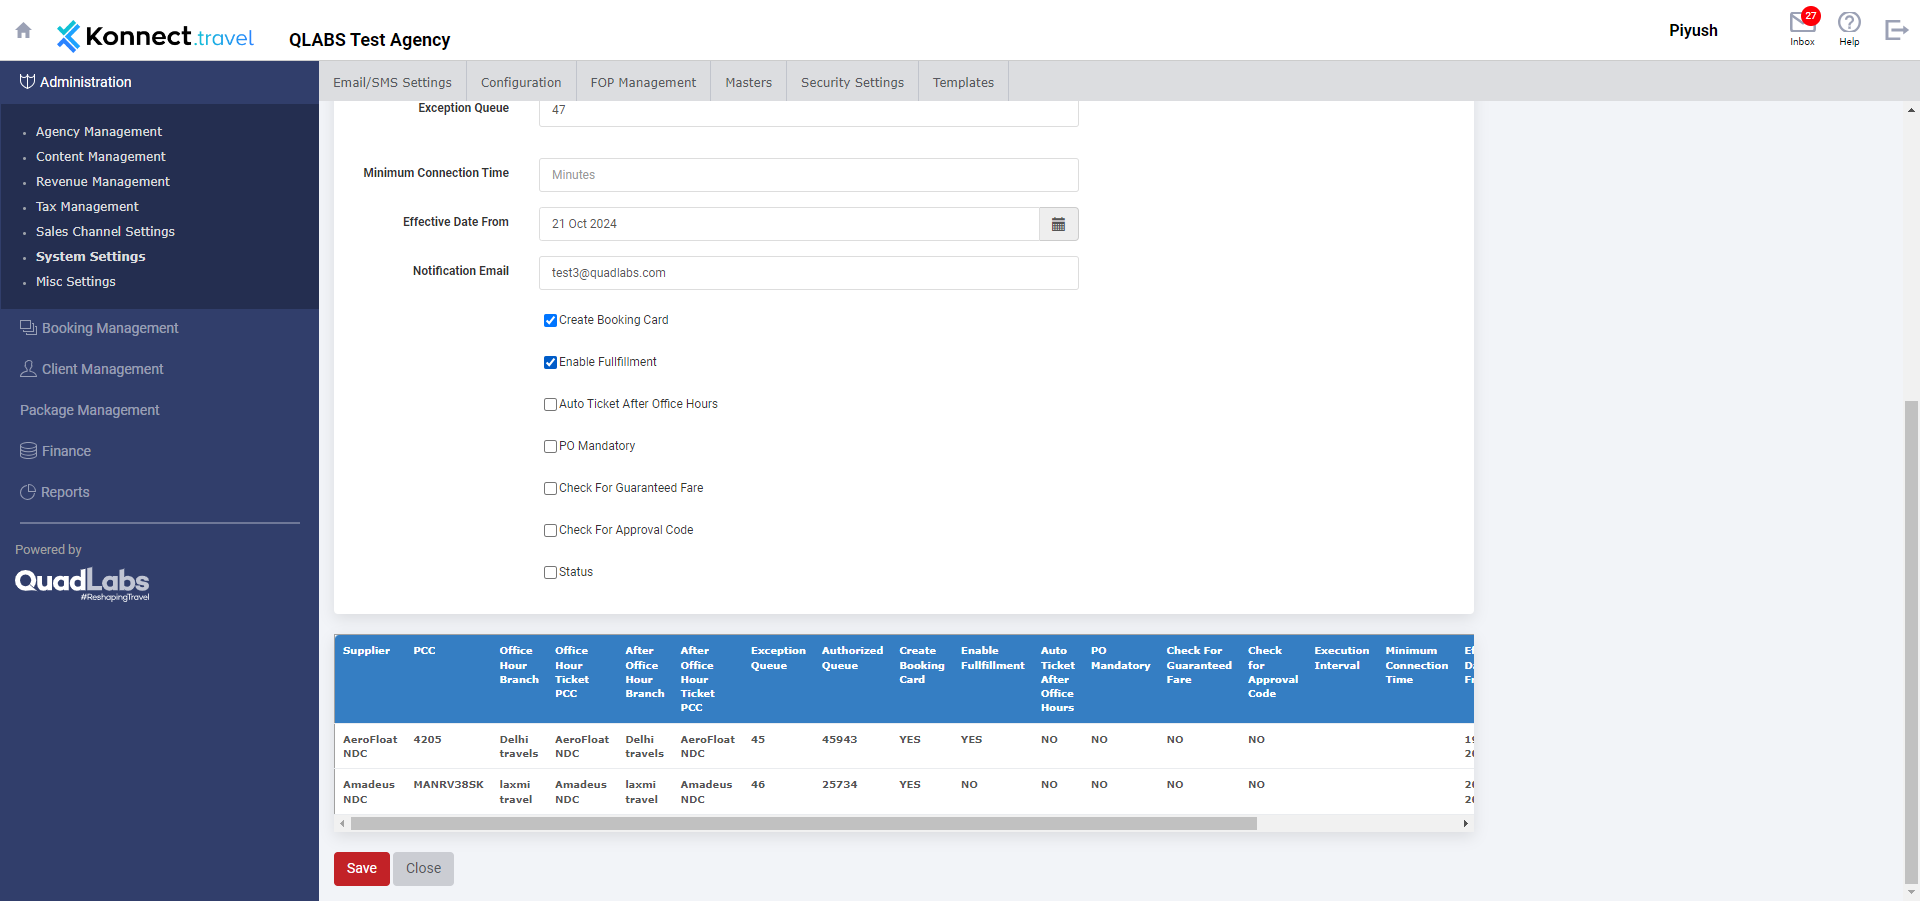 Konnect.travel
QLABS Test Agency
Piyush
27
Inbox
Help
Administration
Agency Management
Content Management
Revenue Management
Tax Management
Sales Channel Settings
System Settings
Misc Settings
Booking Management
Client Management
Package Management
Finance
Reports
Powered by
QuadLabs
#ReshapingTravel
Email/SMS Settings
Configuration
FOP Management
Masters
Security Settings
Templates
Exception Queue
47
Minimum Connection Time
Minutes
Effective Date From
21 Oct 2024
Notification Email
test3@quadlabs.com
Create Booking Card
Enable Fullfillment
Auto Ticket After Office Hours
PO Mandatory
Check For Guaranteed Fare
Check For Approval Code
Status
Supplier
PCC
Office
Hour
Branch
Office
Hour
Ticket
PCC
After
Office
Hour
Branch
After
Office
Hour
Ticket
PCC
Exception
Queue
Authorized
Queue
Create
Booking
Card
Enable
Fullfillment
Auto
Ticket
After
Office
Hours
PO
Mandatory
Check For
Guaranteed
Fare
Check
for
Approval
Code
Execution
Interval
Minimum
Connection
Time
AeroFloat
NDC
4205
Delhi
travels
AeroFloat
NDC
Delhi
travels
AeroFloat
NDC
45
45943
YES
YES
NO
NO
NO
NO
Amadeus
NDC
MANRV38SK
laxmi
travel
Amadeus
NDC
laxmi
travel
Amadeus
NDC
46
25734
YES
NO
NO
NO
NO
NO
Save
Close